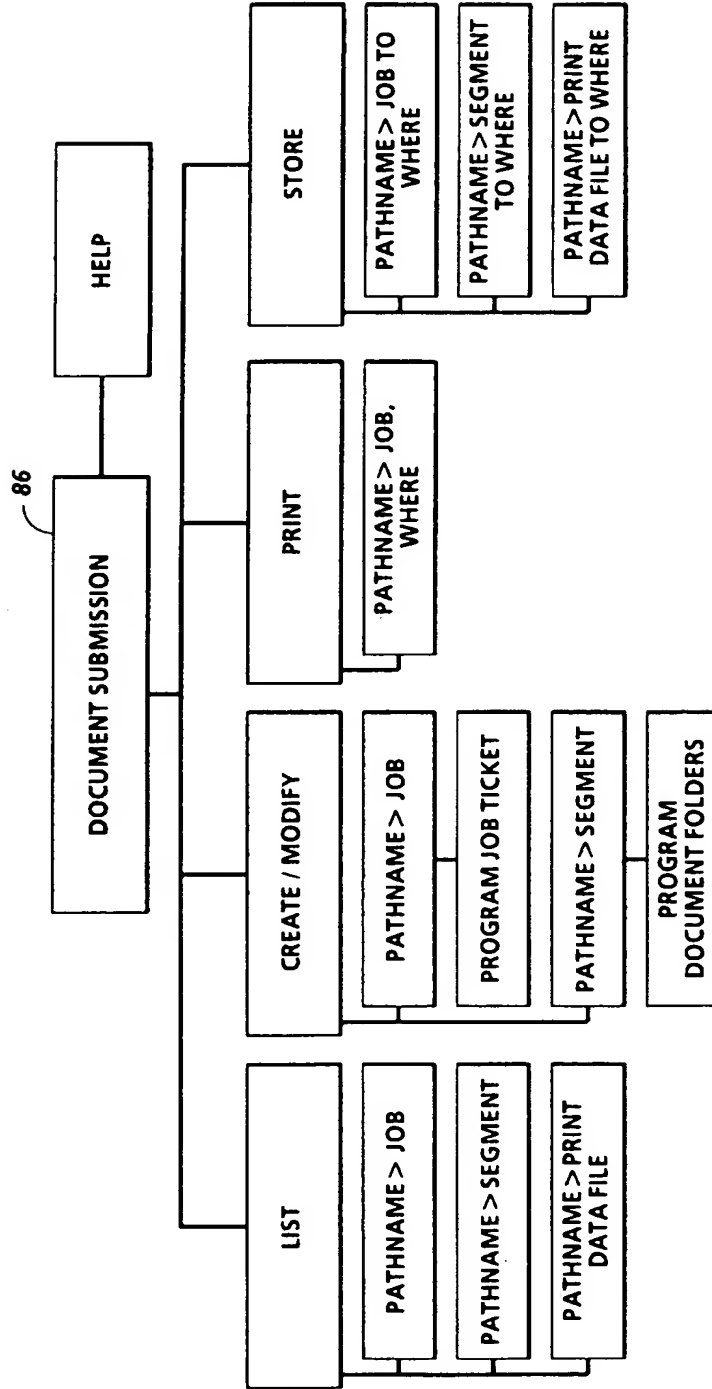 86
DOCUMENT SUBMISSION
HELP
LIST
PATHNAME > JOB
PATHNAME > SEGMENT
PATHNAME > PRINT
DATA FILE
CREATE / MODIFY
PATHNAME > JOB
PROGRAM JOB TICKET
PATHNAME > SEGMENT
PROGRAM
DOCUMENT FOLDERS
PRINT
PATHNAME > JOB,
WHERE
STORE
PATHNAME > JOB TO
WHERE
PATHNAME > SEGMENT
TO WHERE
PATHNAME > PRINT
DATA FILE TO WHERE